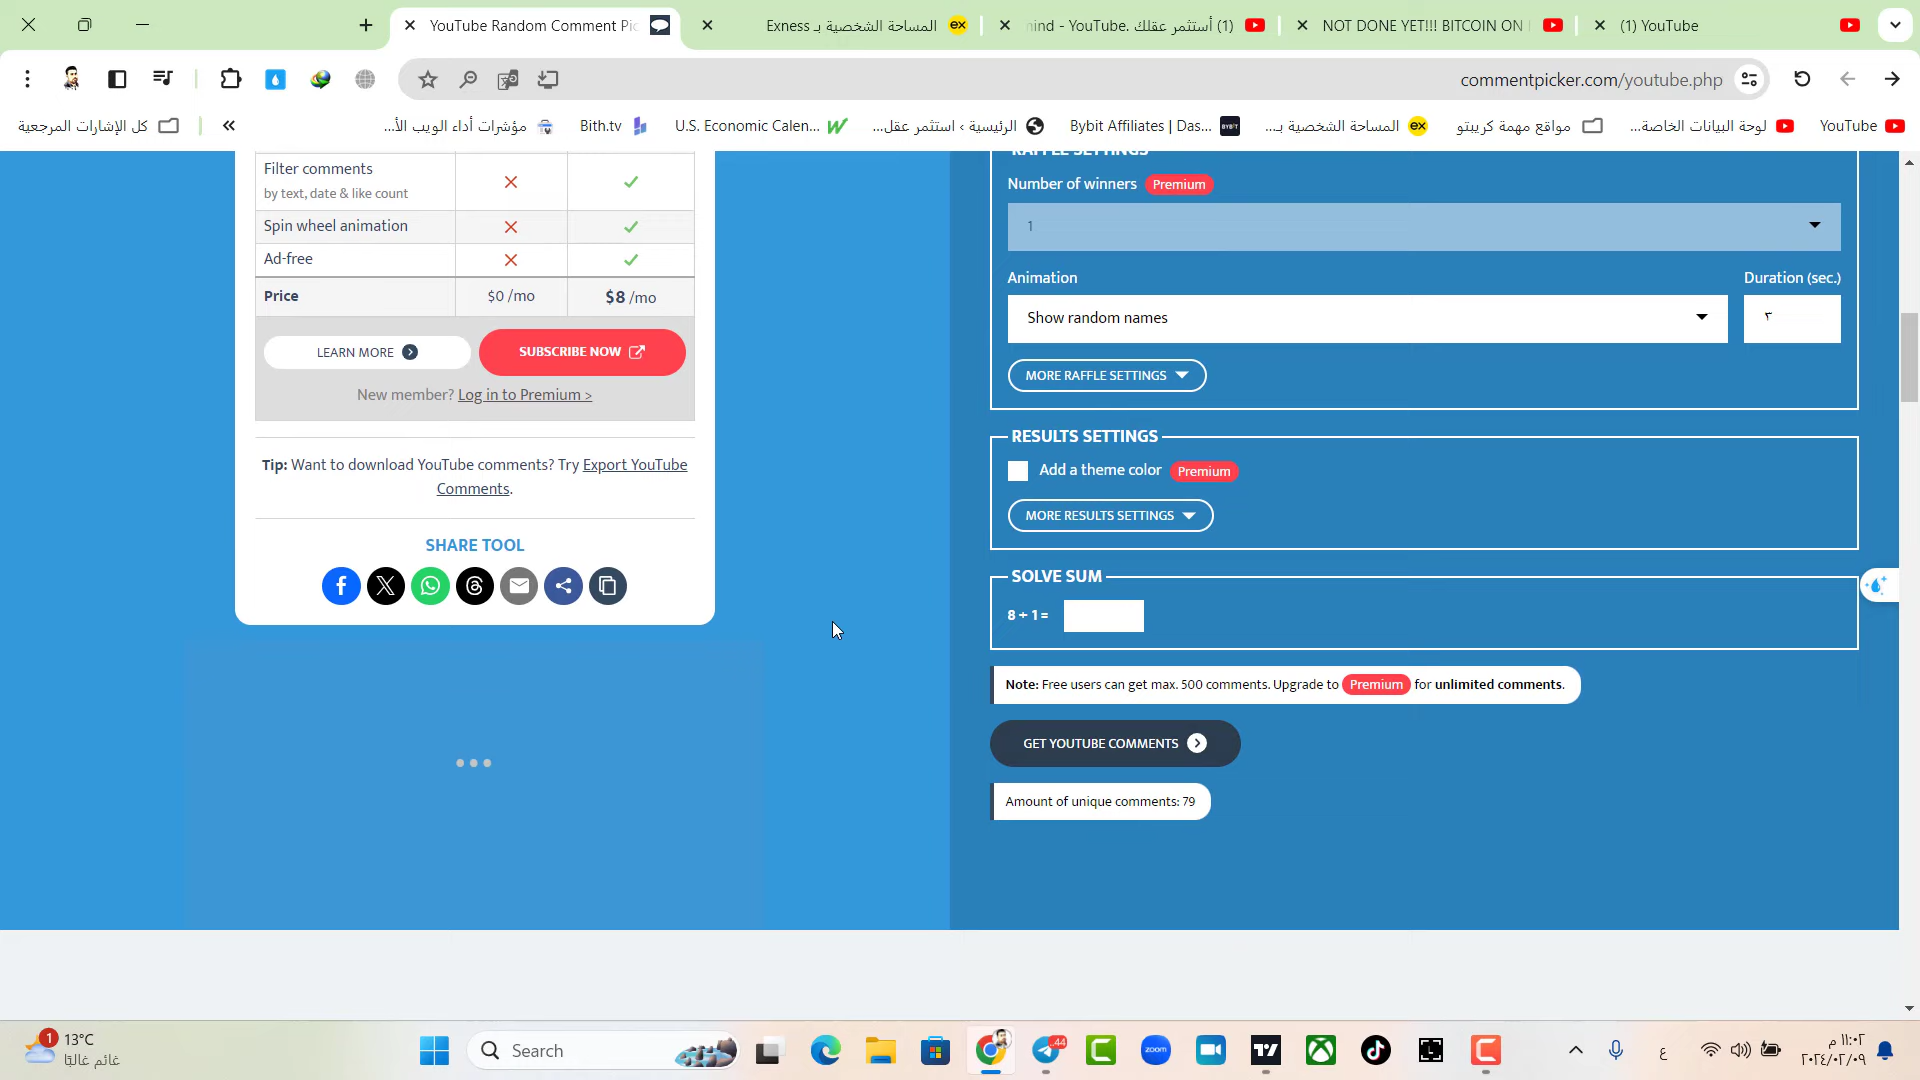 YouTube Random Comment Pic
Exness المساحة الشخصية بـ
(1) أستثمر عقلك .mind - YouTube
NOT DONE YET!!! BITCOIN ON
(1) YouTube
commentpicker.com/youtube.php
كل الإشارات المرجعية
مؤشرات أداء الويب الأ...
Bith.tv
U.S. Economic Calen...
الرئيسية › استثمر عقل...
Bybit Affiliates | Das...
المساحة الشخصية بـ...
مواقع مهمة كريبتو
لوحة البيانات الخاصة...
YouTube
Filter comments
by text, date & like count
Spin wheel animation
Ad-free
Price $0 /mo $8 /mo
LEARN MORE SUBSCRIBE NOW
New member? Log in to Premium >
Tip: Want to download YouTube comments? Try Export YouTube
Comments.
SHARE TOOL
RAFFLE SETTINGS
Number of winners Premium
1
Animation Duration (sec.)
Show random names ٣
MORE RAFFLE SETTINGS
RESULTS SETTINGS
Add a theme color Premium
MORE RESULTS SETTINGS
SOLVE SUM
8 + 1 =
Note: Free users can get max. 500 comments. Upgrade to Premium for unlimited comments.
GET YOUTUBE COMMENTS
Amount of unique comments: 79
1
13°C
غائم غالبًا
Search
.44
zoom
ع
١١:٠٢ م
٢٠٢٤/٠٢/٠٩